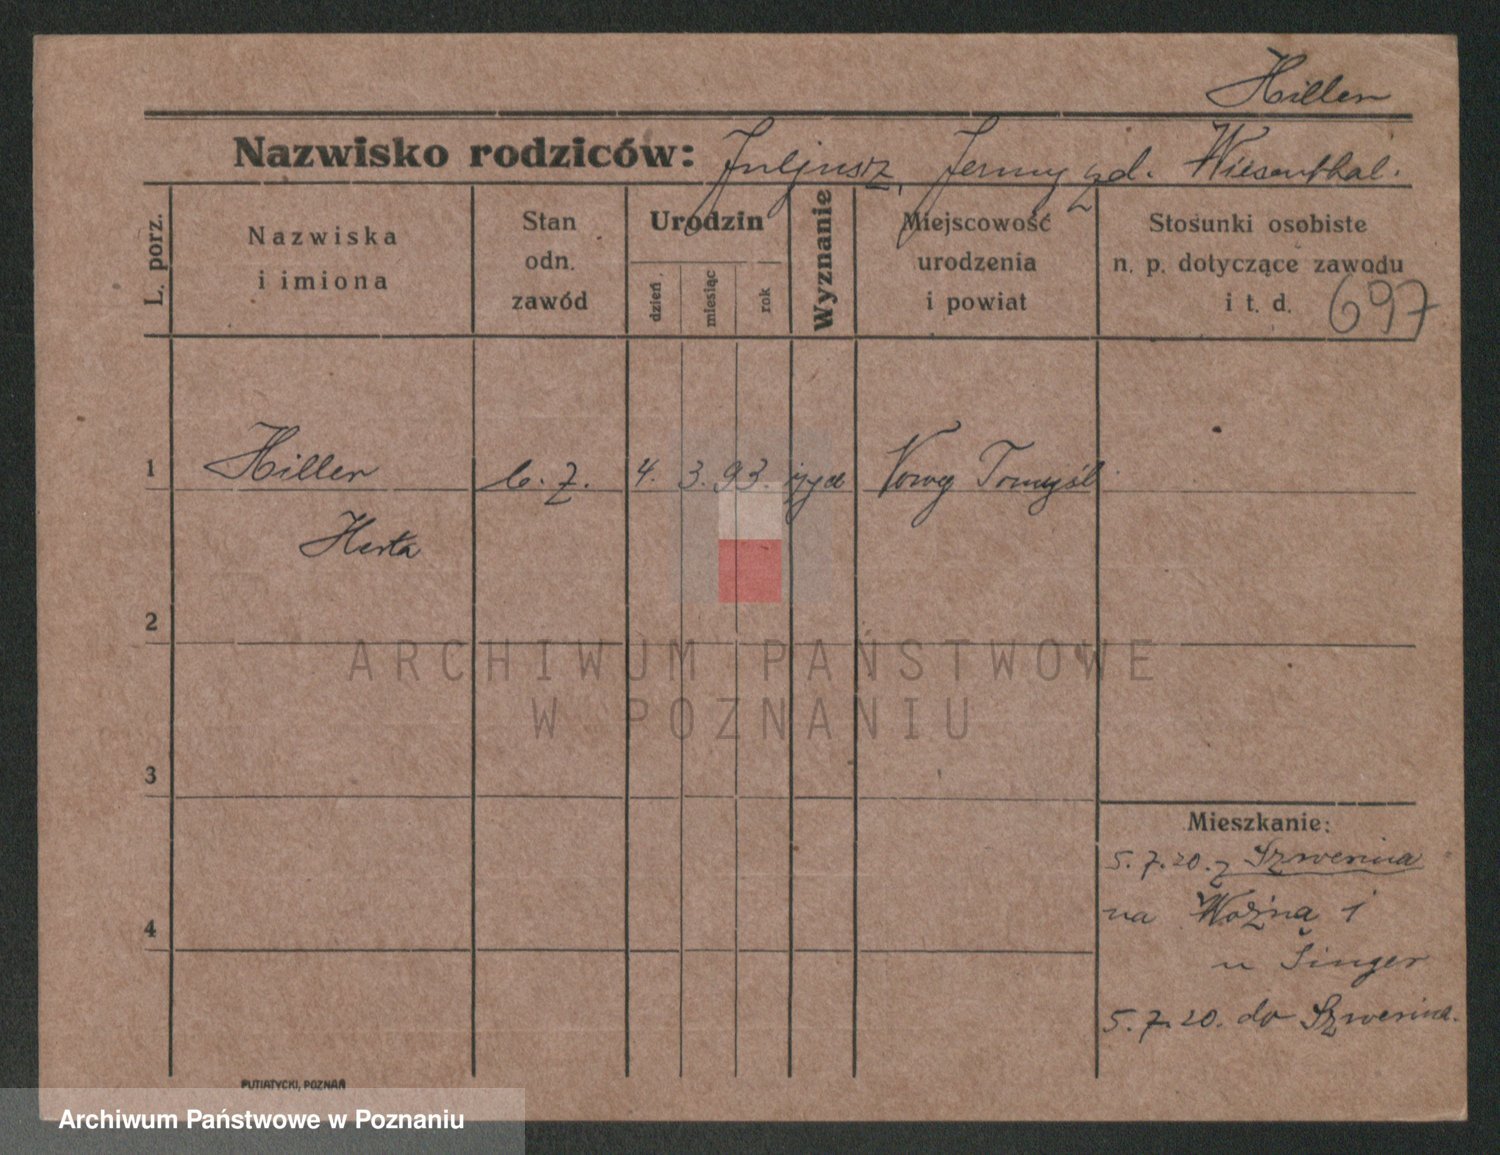 Hiller
Nazwisko rodziców: Juljusz, Jenny zd. Wiesenthal.
L. porz.
Nazwiska
i imiona
Stan
odn.
zawód
Urodzin
dzień
miesiąc
rok
Wyznanie
Miejscowość
urodzenia
i powiat
Stosunki osobiste
n. p. dotyczące zawodu
i t. d.
697
1 Hiller b. z. 4. 3. 93. żyd Nowy Tomyśl
Herta
2
ARCHIWUM PAŃSTWOWE
W POZNANIU
3
Mieszkanie:
5.7.20. z Szwerina
na Woźną 1
4
u Singer
5.7.20. do Szwerina.
PUTIATYCKI, POZNAŃ
Archiwum Państwowe w Poznaniu